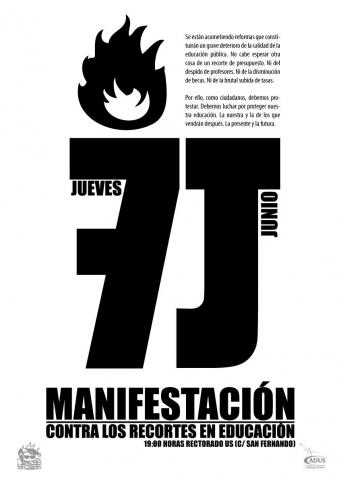 Se están acometiendo reformas que consti-
tuirán un grave deterioro de la calidad de la
educación pública. No cabe esperar otra
cosa de un recorte de presupuesto. Ni del
despido de profesores. Ni de la disminución
de becas. Ni de la brutal subida de tasas.
Por ello, como ciudadanos, debemos pro-
testar. Debemos luchar por proteger nues-
tra educación. La nuestra y la de los que
vendrán después. La presente y la futura.
JUEVES
7J
JUNIO
MANIFESTACIÓN
CONTRA LOS RECORTES EN EDUCACIÓN
19:00 HORAS RECTORADO US (C/ SAN FERNANDO)
CADUS